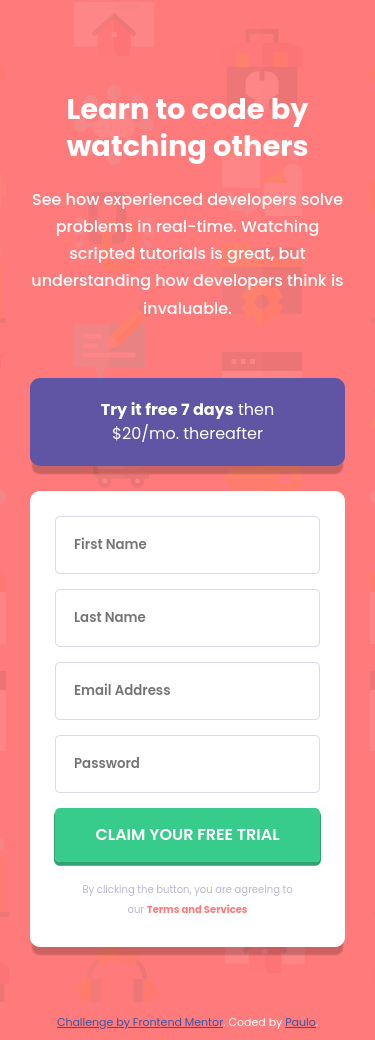 Learn to code by
watching others
See how experienced developers solve
problems in real-time. Watching
scripted tutorials is great, but
understanding how developers think is
invaluable.
Try it free 7 days then
$20/mo. thereafter
First Name
Last Name
Email Address
Password
CLAIM YOUR FREE TRIAL
By clicking the button, you are agreeing to
our Terms and Services
Challenge by Frontend Mentor. Coded by Paulo.